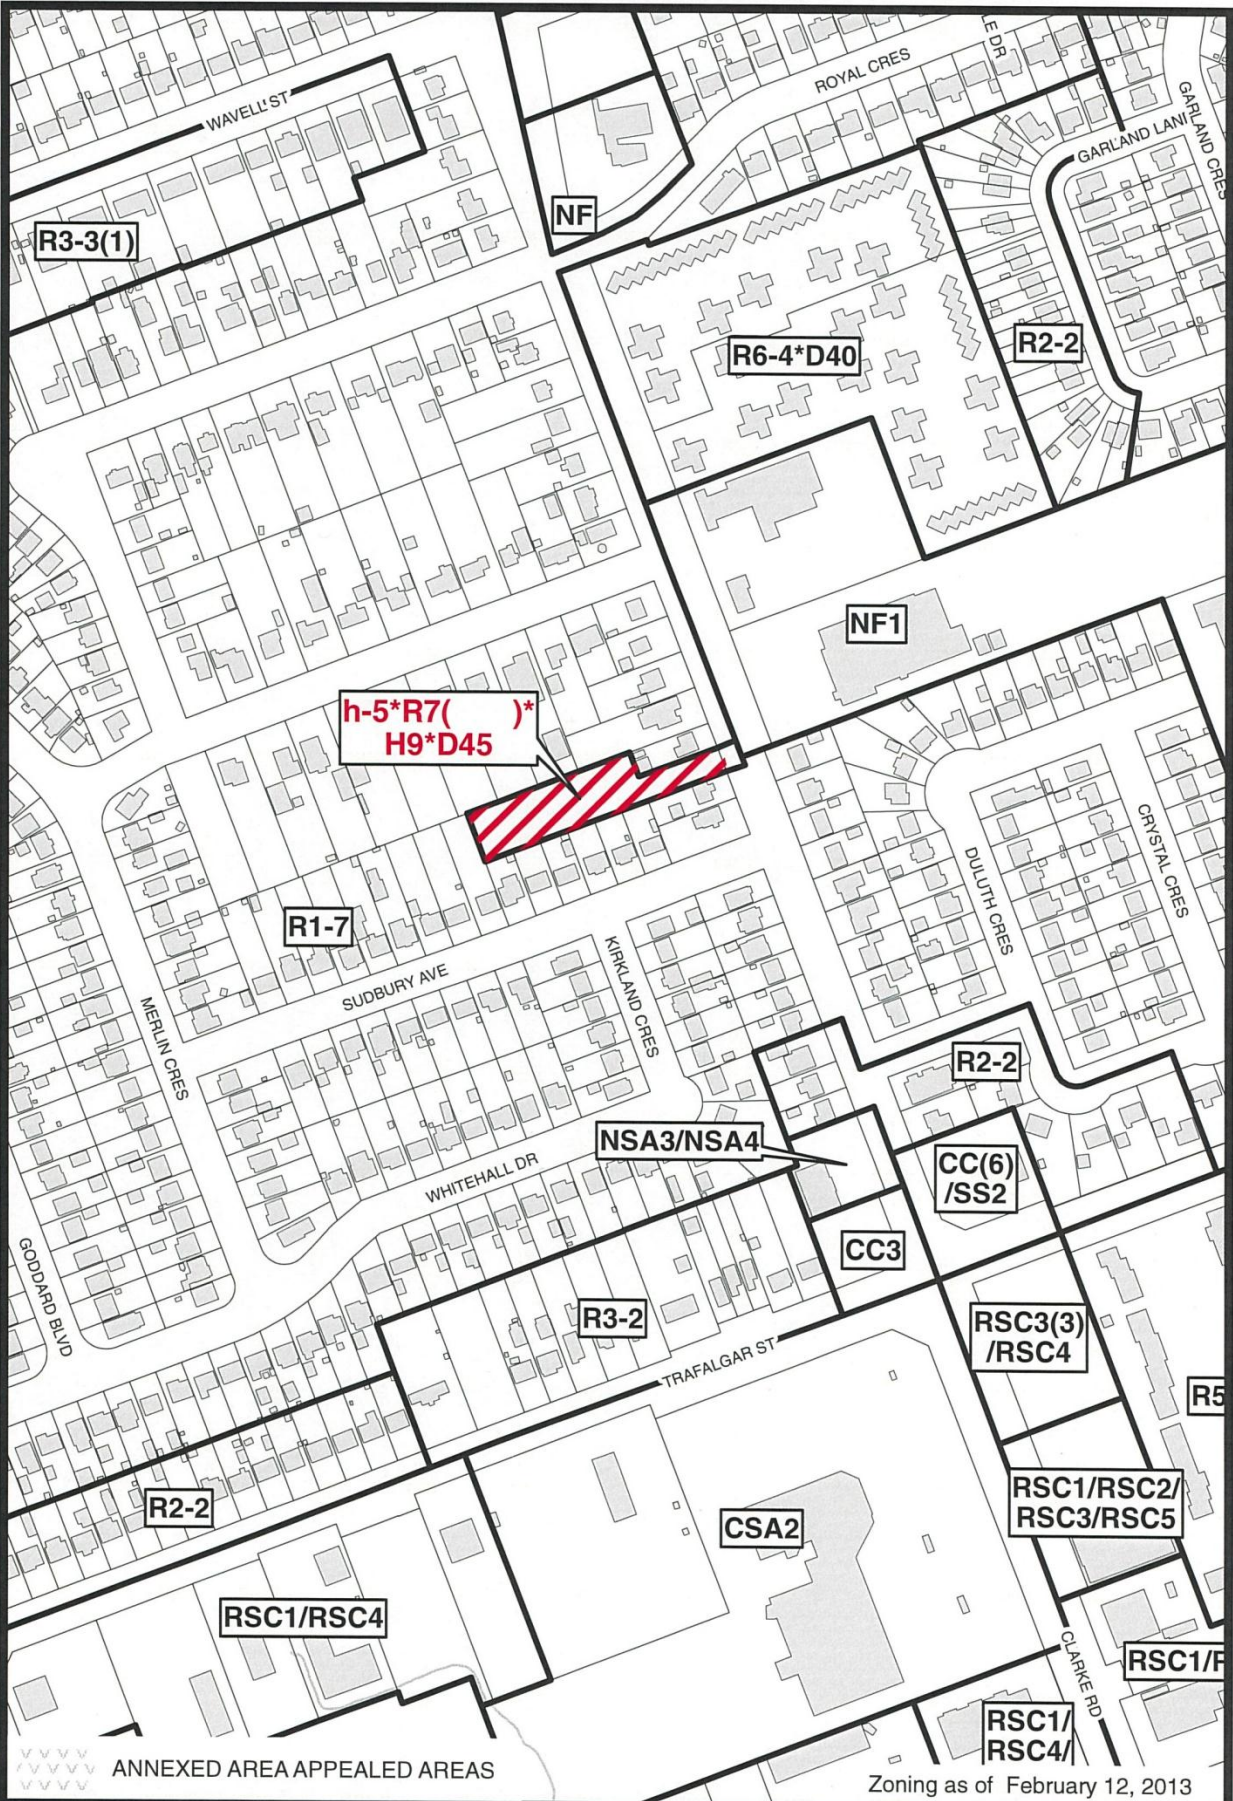 ROYAL CRES
E DR
GARLAND CRES
WAVELL ST
GARLAND LANE
NF
R3-3(1)
R2-2
R6-4*D40
NF1
h-5*R7(        )*
H9*D45
CRYSTAL CRES
DULUTH CRES
R1-7
KIRKLAND CRES
SUDBURY AVE
MERLIN CRES
R2-2
NSA3/NSA4
CC(6)
/SS2
WHITEHALL DR
CC3
GODDARD BLVD
R3-2
RSC3(3)
/RSC4
TRAFALGAR ST
R5
R2-2
RSC1/RSC2/
RSC3/RSC5
CSA2
RSC1/RSC4
CLARKE RD
RSC1/
RSC1/
RSC4/
ANNEXED AREA APPEALED AREAS
Zoning as of February 12, 2013